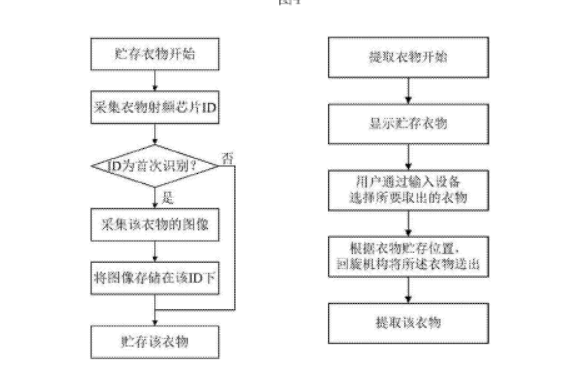 贮存衣物开始
采集衣物射频芯片ID
ID为首次识别?
否
是
采集该衣物的图像
将图像存储在该ID下
贮存该衣物
提取衣物开始
显示贮存衣物
用户通过输入设备
选择所要取出的衣物
根据衣物贮存位置，
回旋机构将所述衣物送出
提取该衣物